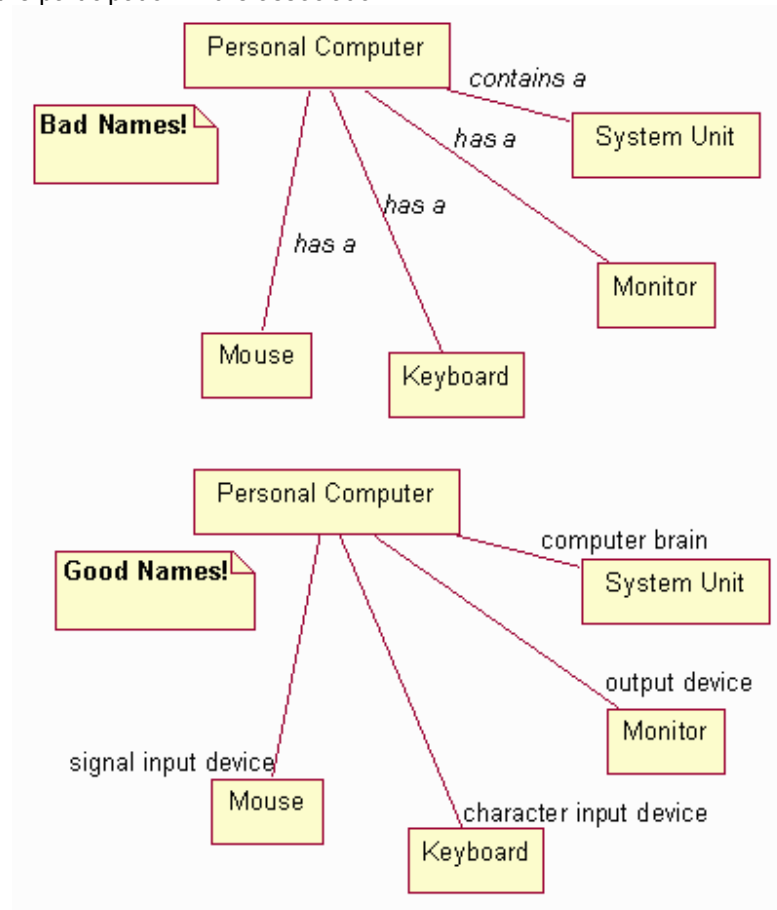 Personal Computer
contains a
Bad Names!
has a
System Unit
has a
has a
Monitor
Mouse
Keyboard
Personal Computer
computer brain
Good Names!
System Unit
output device
Monitor
signal input device
Mouse
character input device
Keyboard